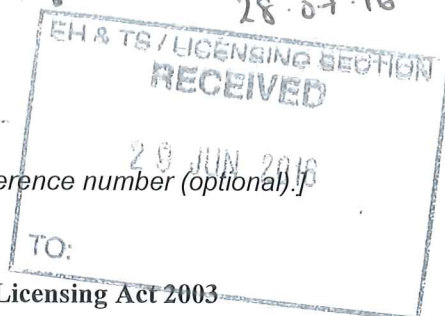 28.07.16
EH & TS / LICENSING SECTION
RECEIVED
29 JUN 2016
erence number (optional).]
TO:
Licensing Act 2003